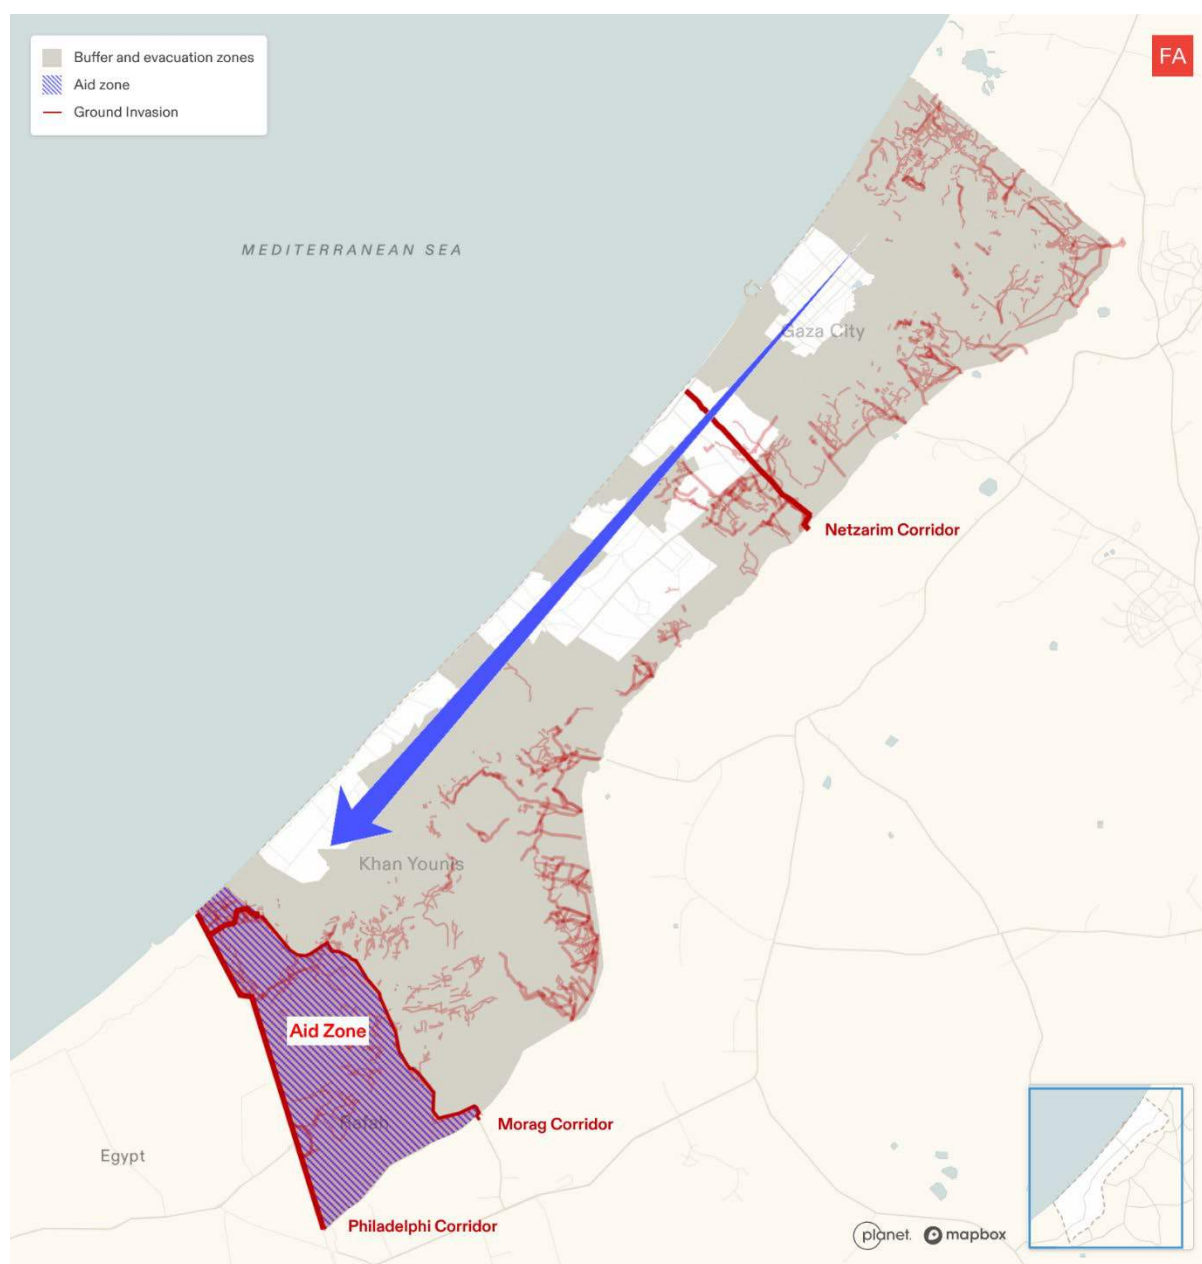 Buffer and evacuation zones
Aid zone
Ground Invasion
FA
MEDITERRANEAN SEA
Gaza City
Netzarim Corridor
Khan Younis
Aid Zone
Rafah
Morag Corridor
Egypt
Philadelphi Corridor
planet. mapbox